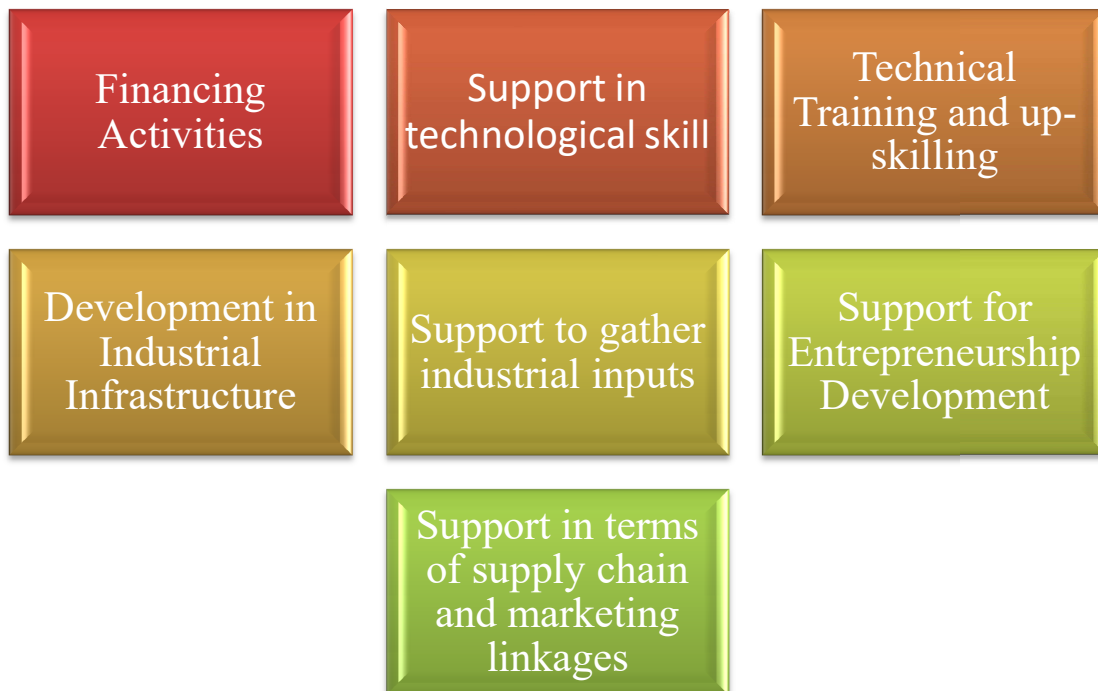 Financing
Activities
Support in
technological skill
Technical
Training and up-
skilling
Development in
Industrial
Infrastructure
Support to gather
industrial inputs
Support for
Entrepreneurship
Development
Support in terms
of supply chain
and marketing
linkages